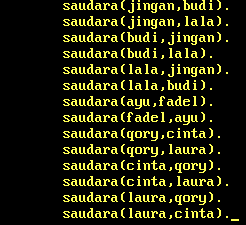 saudara(jingan,budi).
saudara(jingan,lala).
saudara(budi,jingan).
saudara(budi,lala).
saudara(lala,jingan).
saudara(lala,budi).
saudara(ayu,fadel).
saudara(fadel,ayu).
saudara(qory,cinta).
saudara(qory,laura).
saudara(cinta,qory).
saudara(cinta,laura).
saudara(laura,qory).
saudara(laura,cinta)._